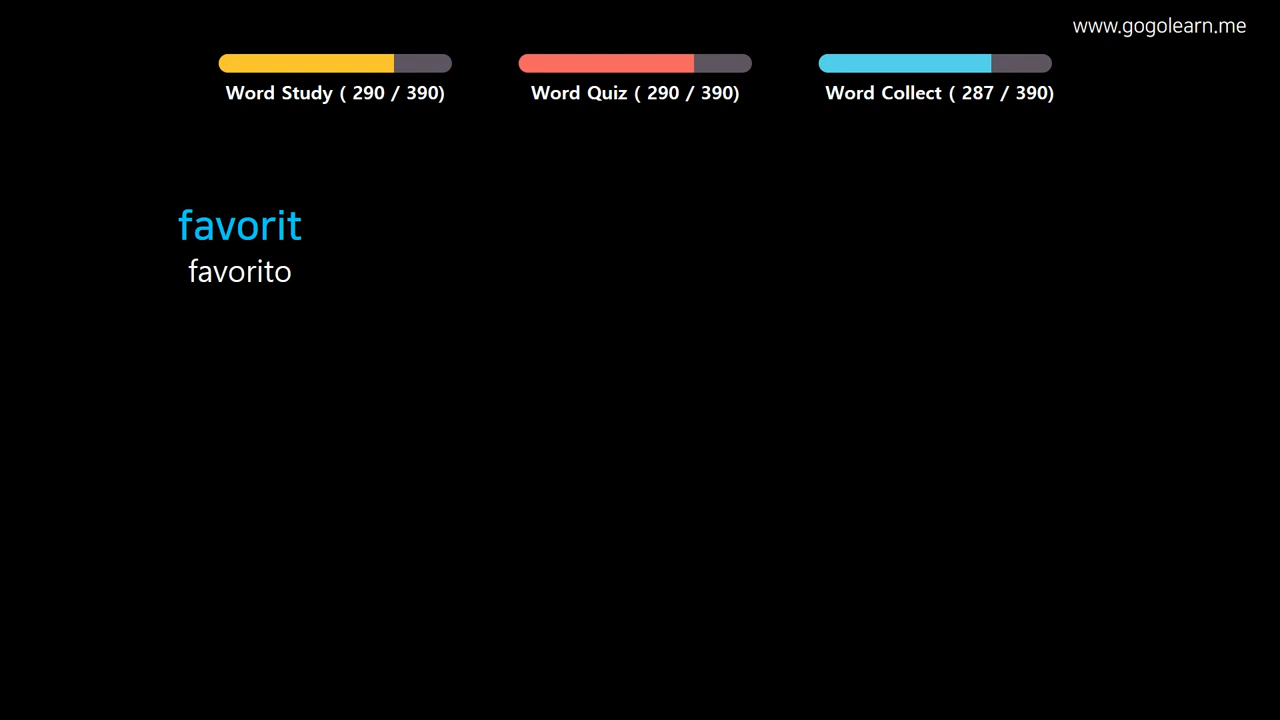 www.gogolearn.me
Word Study ( 290 / 390)
Word Quiz ( 290 / 390)
Word Collect ( 287 / 390)
favorit
favorito